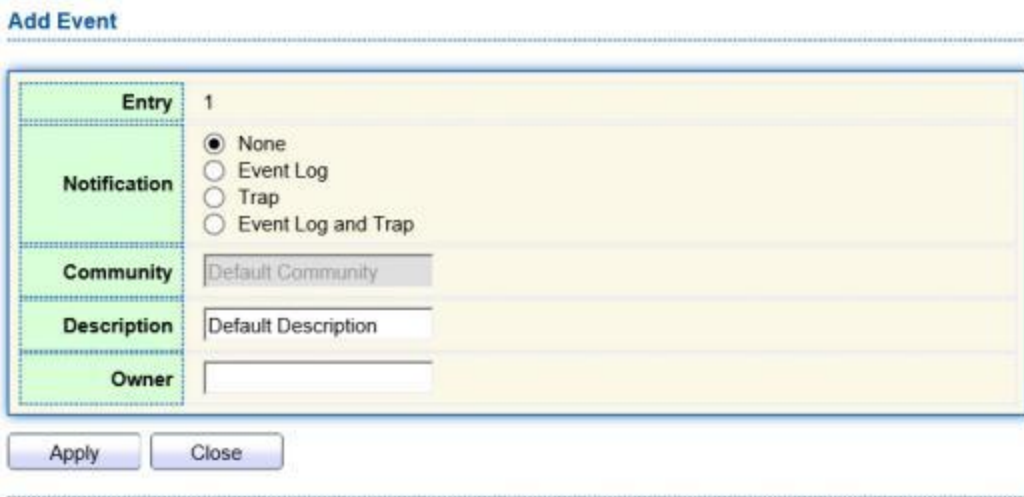 Add Event
Entry 1
Notification
None
Event Log
Trap
Event Log and Trap
Community Default Community
Description Default Description
Owner
Apply Close